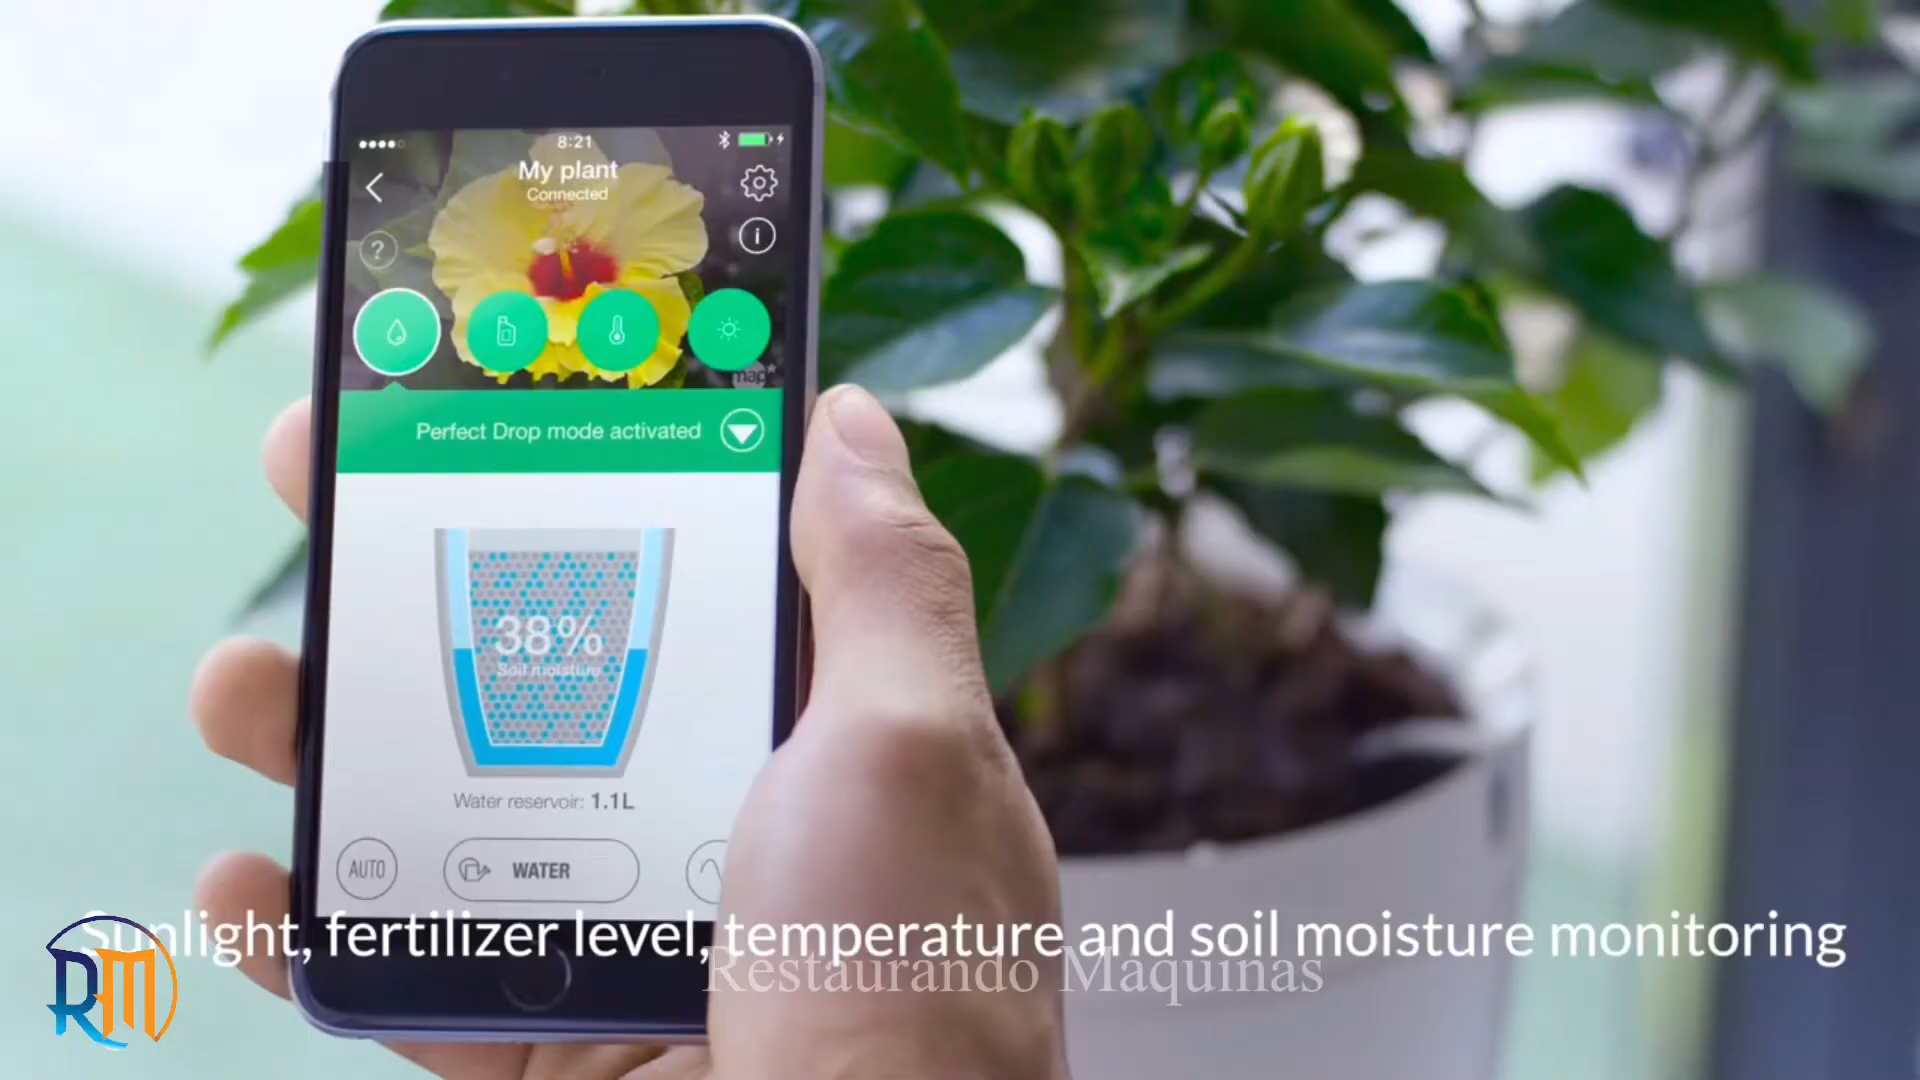 8:21
My plant
Connected
?
i
map
Perfect Drop mode activated
38%
Soil moisture
Water reservoir: 1.1L
AUTO
WATER
Sunlight, fertilizer level, temperature and soil moisture monitoring
Restaurando Maquinas
RM